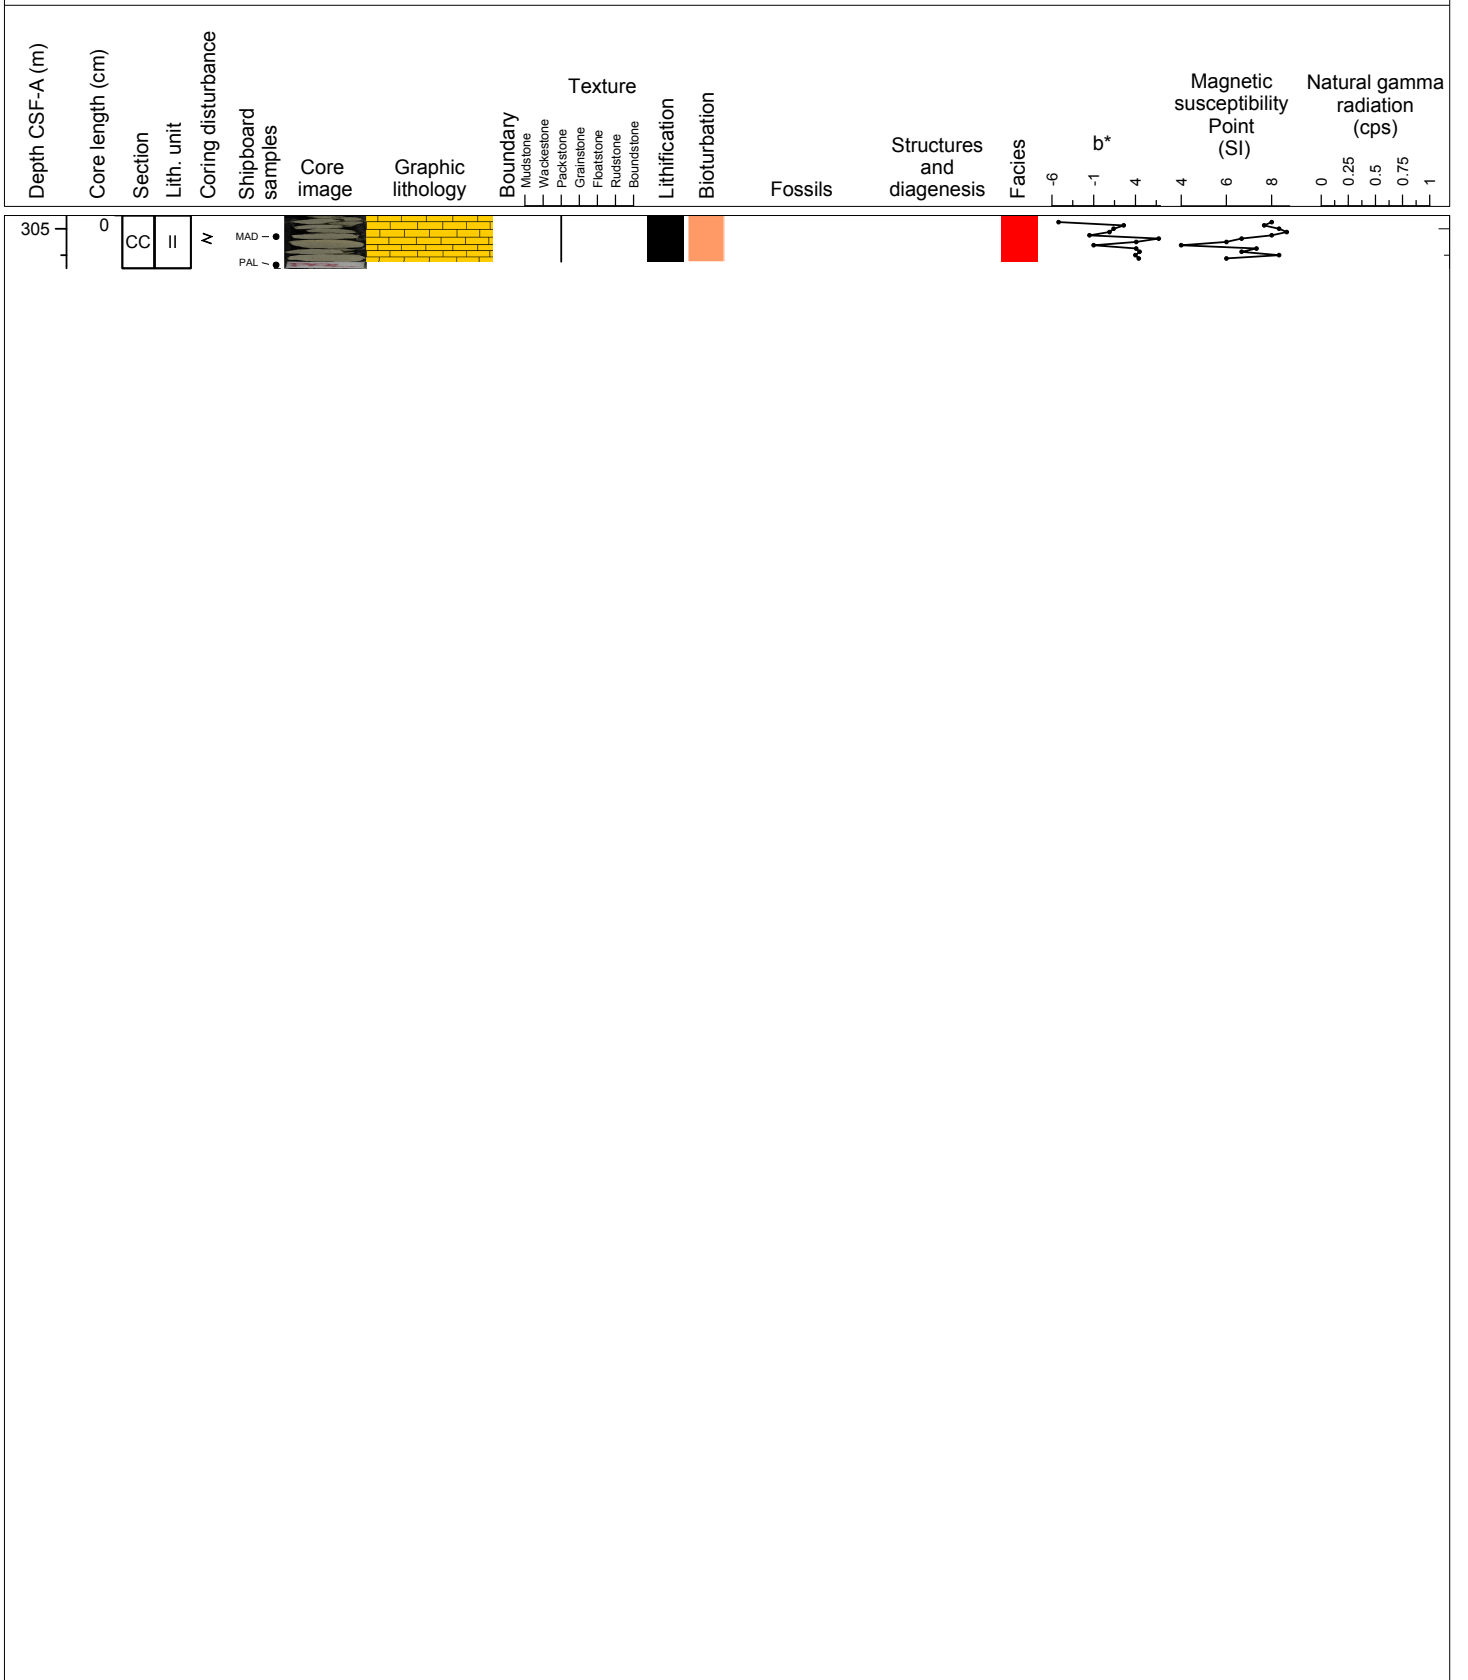 Depth CSF-A (m)
Core length (cm)
Section
Lith. unit
Coring disturbance
Shipboard
samples
Core
image
Graphic
lithology
Boundary
Texture
Mudstone
Wackestone
Packstone
Grainstone
Floatstone
Rudstone
Boundstone
Lithification
Bioturbation
Fossils
Structures
and
diagenesis
Facies
b*
-6 -1 4
Magnetic
susceptibility
Point
(SI)
4 6 8
Natural gamma
radiation
(cps)
0 0.25 0.5 0.75 1
305 0 CC II MAD
PAL